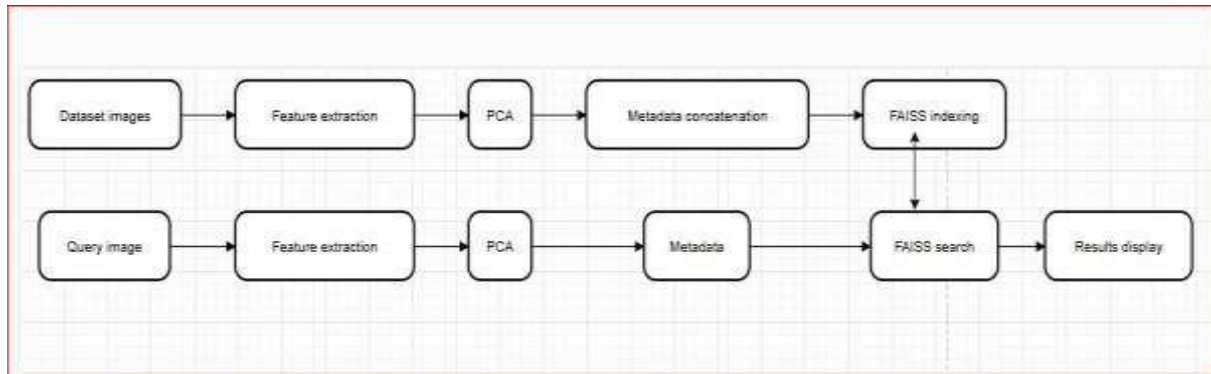 Dataset images
Feature extraction
PCA
Metadata concatenation
FAISS indexing
Query image
Feature extraction
PCA
Metadata
FAISS search
Results display